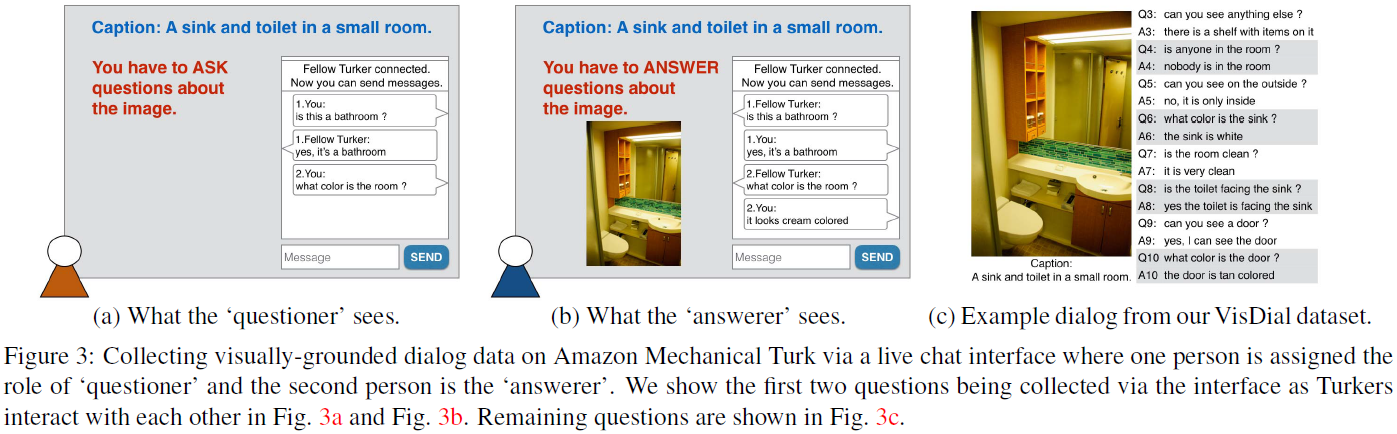 Caption: A sink and toilet in a small room.
You have to ASK
questions about
the image.
Fellow Turker connected.
Now you can send messages.
1.You:
is this a bathroom ?
1.Fellow Turker:
yes, it's a bathroom
2.You:
what color is the room ?
Message
SEND
(a) What the ‘questioner’ sees.
Caption: A sink and toilet in a small room.
You have to ANSWER
questions about
the image.
Fellow Turker connected.
Now you can send messages.
1.Fellow Turker:
is this a bathroom ?
1.You:
yes, it's a bathroom
2.Fellow Turker:
what color is the room ?
2.You:
it looks cream colored
Message
SEND
(b) What the ‘answerer’ sees.
Caption:
A sink and toilet in a small room.
Q3: can you see anything else ?
A3: there is a shelf with items on it
Q4: is anyone in the room ?
A4: nobody is in the room
Q5: can you see on the outside ?
A5: no, it is only inside
Q6: what color is the sink ?
A6: the sink is white
Q7: is the room clean ?
A7: it is very clean
Q8: is the toilet facing the sink ?
A8: yes the toilet is facing the sink
Q9: can you see a door ?
A9: yes, I can see the door
Q10 what color is the door ?
A10 the door is tan colored
(c) Example dialog from our VisDial dataset.
Figure 3: Collecting visually-grounded dialog data on Amazon Mechanical Turk via a live chat interface where one person is assigned the
role of ‘questioner’ and the second person is the ‘answerer’. We show the first two questions being collected via the interface as Turkers
interact with each other in Fig. 3a and Fig. 3b. Remaining questions are shown in Fig. 3c.